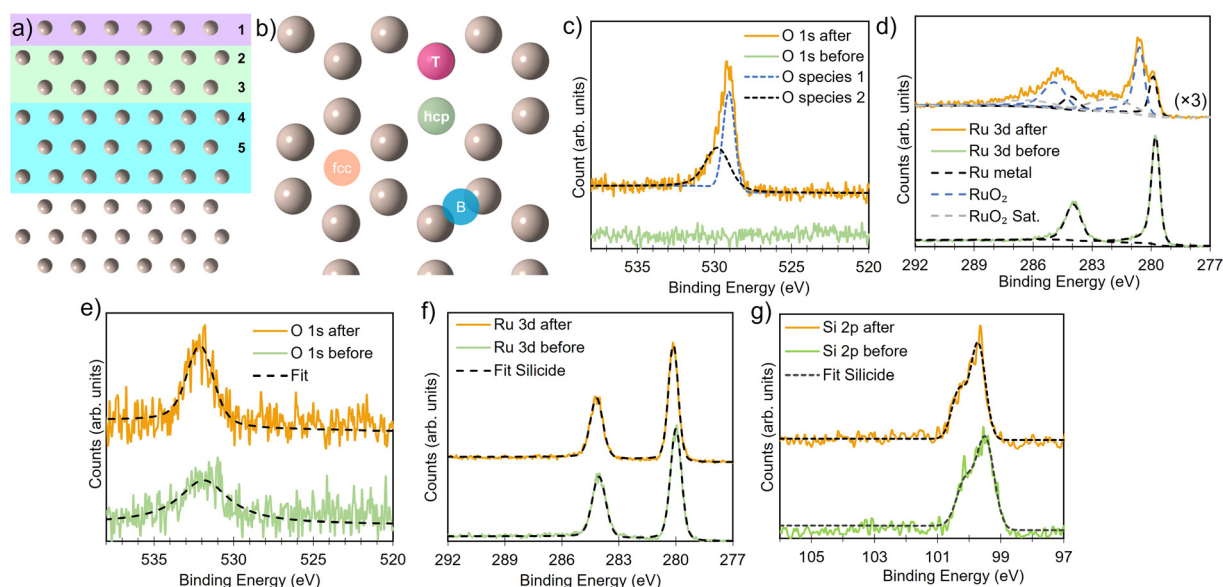 a)
1
2
3
4
5
b)
T
hcp
fcc
B
c)
O 1s after
O 1s before
O species 1
O species 2
Count (arb. units)
535
530
525
520
Binding Energy (eV)
d)
(×3)
Ru 3d after
Ru 3d before
Ru metal
RuO₂
RuO₂ Sat.
Counts (arb. units)
292
289
286
283
280
277
Binding Energy (eV)
e)
O 1s after
O 1s before
Fit
Counts (arb. units)
535
530
525
520
Binding Energy (eV)
f)
Ru 3d after
Ru 3d before
Fit Silicide
Counts (arb. units)
292
289
286
283
280
277
Binding Energy (eV)
g)
Si 2p after
Si 2p before
Fit Silicide
Counts (arb. units)
105
103
101
99
97
Binding Energy (eV)